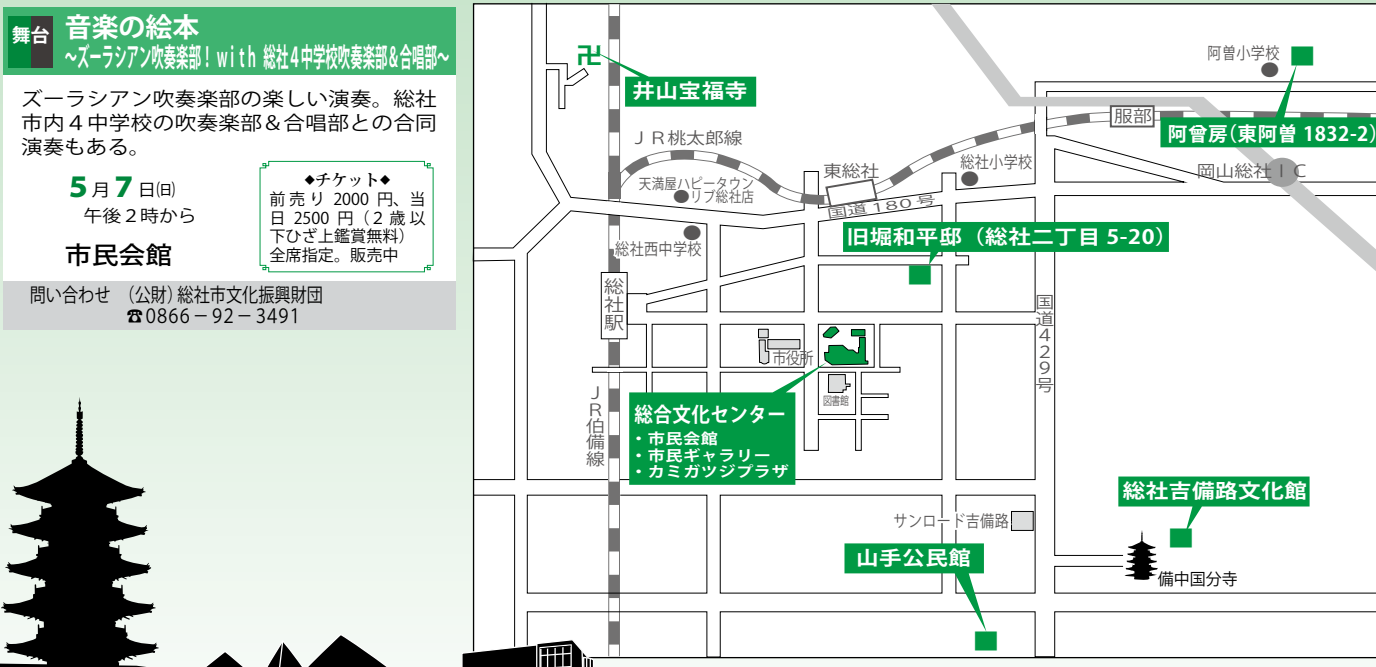 舞台
音楽の絵本
~ズーラシアン吹奏楽部!with 総社4中学校吹奏楽部&合唱部~
ズーラシアン吹奏楽部の楽しい演奏。総社
市内4中学校の吹奏楽部&合唱部との合同
演奏もある。
5月7日㈰
午後2時から
市民会館
◆チケット◆
前売り 2000 円、当
日 2500 円(2歳以
下ひざ上鑑賞無料)
全席指定。販売中
問い合わせ (公財)総社市文化振興財団
☎0866-92-3491
卍
井山宝福寺
阿曽小学校
阿曾房(東阿曽 1832-2)
服部
JR桃太郎線
岡山総社IC
東総社
総社小学校
天満屋ハピータウン
リブ総社店
国道180号
総社西中学校
旧堀和平邸(総社二丁目 5-20)
総社駅
国道429号
市役所
図書館
JR伯備線
総合文化センター
・市民会館
・市民ギャラリー
・カミガツジプラザ
総社吉備路文化館
サンロード吉備路
山手公民館
備中国分寺